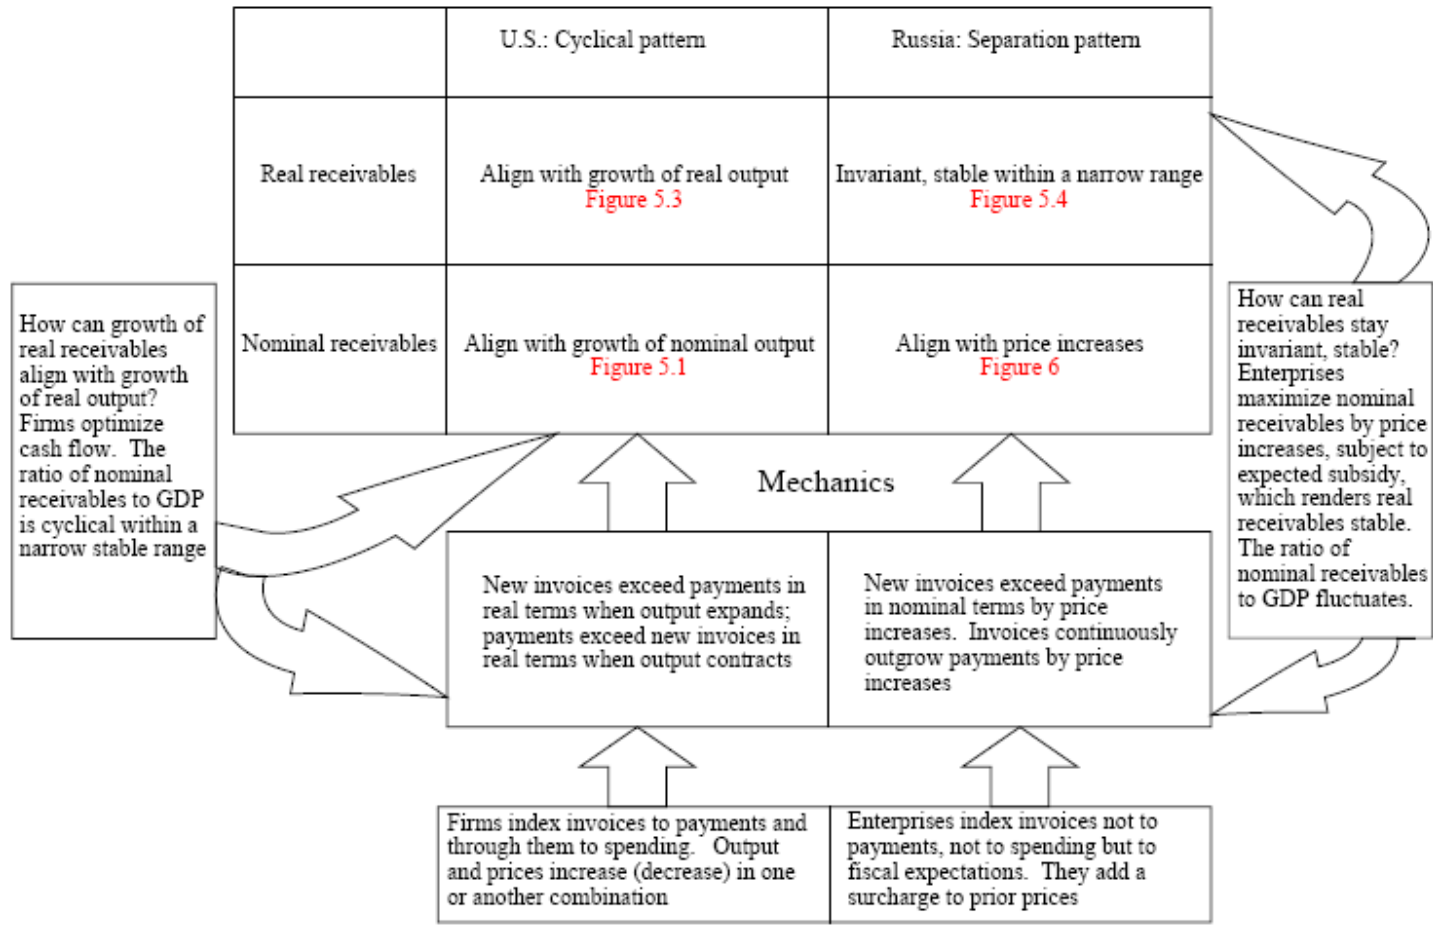 U.S.: Cyclical pattern
Russia: Separation pattern
Real receivables
Align with growth of real output
Figure 5.3
Invariant, stable within a narrow range
Figure 5.4
Nominal receivables
Align with growth of nominal output
Figure 5.1
Align with price increases
Figure 6
How can growth of
real receivables
align with growth
of real output?
Firms optimize
cash flow. The
ratio of nominal
receivables to GDP
is cyclical within a
narrow stable range
How can real
receivables stay
invariant, stable?
Enterprises
maximize nominal
receivables by price
increases, subject to
expected subsidy,
which renders real
receivables stable.
The ratio of
nominal receivables
to GDP fluctuates.
Mechanics
New invoices exceed payments in
real terms when output expands;
payments exceed new invoices in
real terms when output contracts
New invoices exceed payments
in nominal terms by price
increases. Invoices continuously
outgrow payments by price
increases
Firms index invoices to payments and
through them to spending. Output
and prices increase (decrease) in one
or another combination
Enterprises index invoices not to
payments, not to spending but to
fiscal expectations. They add a
surcharge to prior prices